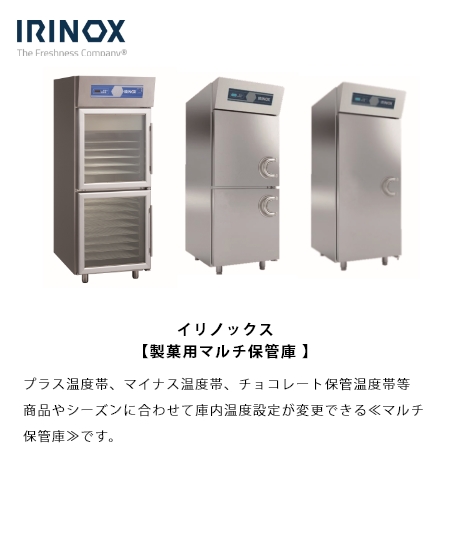 IRINOX
The Freshness Company®
IRINOX
イリノックス
【製菓用マルチ保管庫 】
プラス温度帯、マイナス温度帯、チョコレート保管温度帯等
商品やシーズンに合わせて庫内温度設定が変更できる≪マルチ
保管庫≫です。